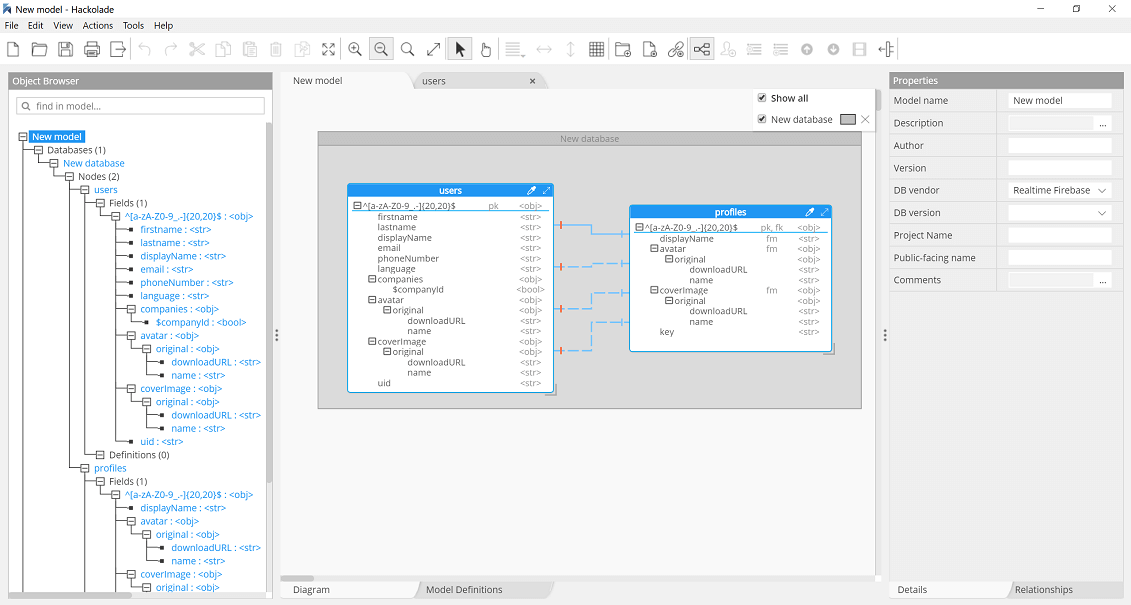 New model - Hackolade
File Edit View Actions Tools Help
Object Browser
find in model...
New model
Databases (1)
New database
Nodes (2)
users
Fields (1)
^[a-zA-Z0-9_.-]{20,20}$ : <obj>
firstname : <str>
lastname : <str>
displayName : <str>
email : <str>
phoneNumber : <str>
language : <str>
companies : <obj>
$companyId : <bool>
avatar : <obj>
original : <obj>
downloadURL : <str>
name : <str>
coverImage : <obj>
original : <obj>
downloadURL : <str>
name : <str>
uid : <str>
Definitions (0)
profiles
Fields (1)
^[a-zA-Z0-9_.-]{20,20}$ : <obj>
displayName : <str>
avatar : <obj>
original : <obj>
downloadURL : <str>
name : <str>
coverImage : <obj>
original : <obj>
New model users
Show all
New database
New database
users
^[a-zA-Z0-9_.-]{20,20}$ pk <obj>
firstname <str>
lastname <str>
displayName <str>
email <str>
phoneNumber <str>
language <str>
companies <obj>
$companyId <bool>
avatar <obj>
original <obj>
downloadURL <str>
name <str>
coverImage <obj>
original <obj>
downloadURL <str>
name <str>
uid <str>
profiles
^[a-zA-Z0-9_.-]{20,20}$ pk, fk <obj>
displayName fm <str>
avatar fm <obj>
original <obj>
downloadURL <str>
name <str>
coverImage fm <obj>
original <obj>
downloadURL <str>
name <str>
key <str>
Diagram Model Definitions
Properties
Model name New model
Description ...
Author
Version
DB vendor Realtime Firebase
DB version
Project Name
Public-facing name
Comments ...
Details Relationships